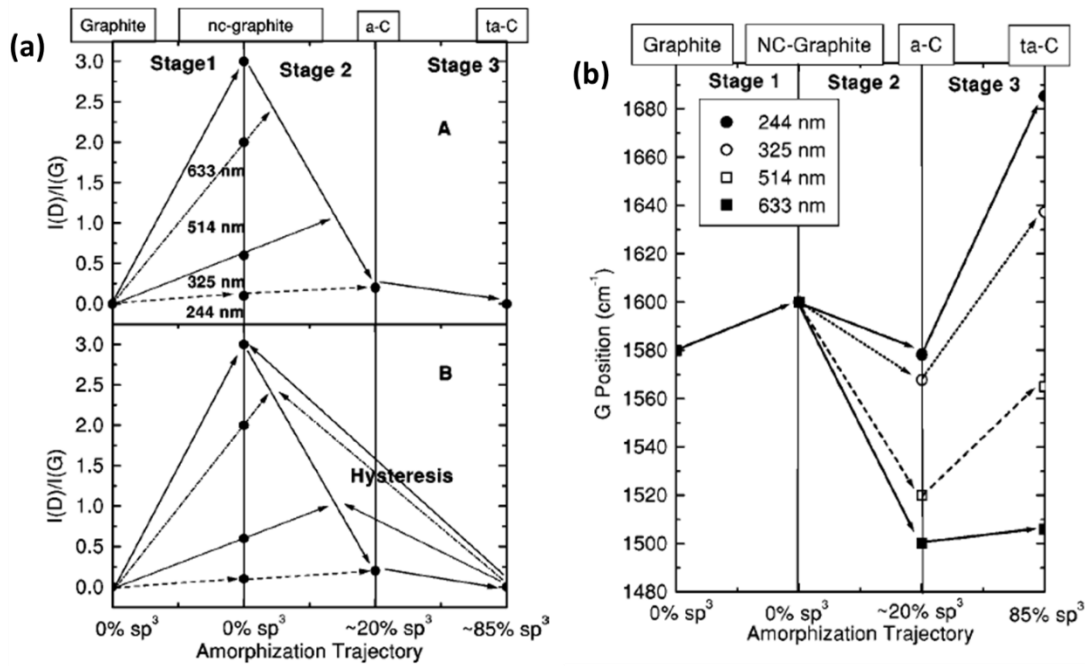 (a)
Graphite nc-graphite a-C ta-C
Stage1 Stage 2 Stage 3
A
3.0
2.5
2.0
1.5
1.0
0.5
0.0
I(D)/I(G)
633 nm
514 nm
325 nm
244 nm
B
3.0
2.5
2.0
1.5
1.0
0.5
0.0
I(D)/I(G)
Hysteresis
0% sp³ 0% sp³ ~20% sp³ ~85% sp³
Amorphization Trajectory
(b)
Graphite NC-Graphite a-C ta-C
Stage 1 Stage 2 Stage 3
244 nm
325 nm
514 nm
633 nm
1680
1660
1640
1620
1600
1580
1560
1540
1520
1500
1480
G Position (cm⁻¹)
0% sp³ 0% sp³ ~20% sp³ 85% sp³
Amorphization Trajectory